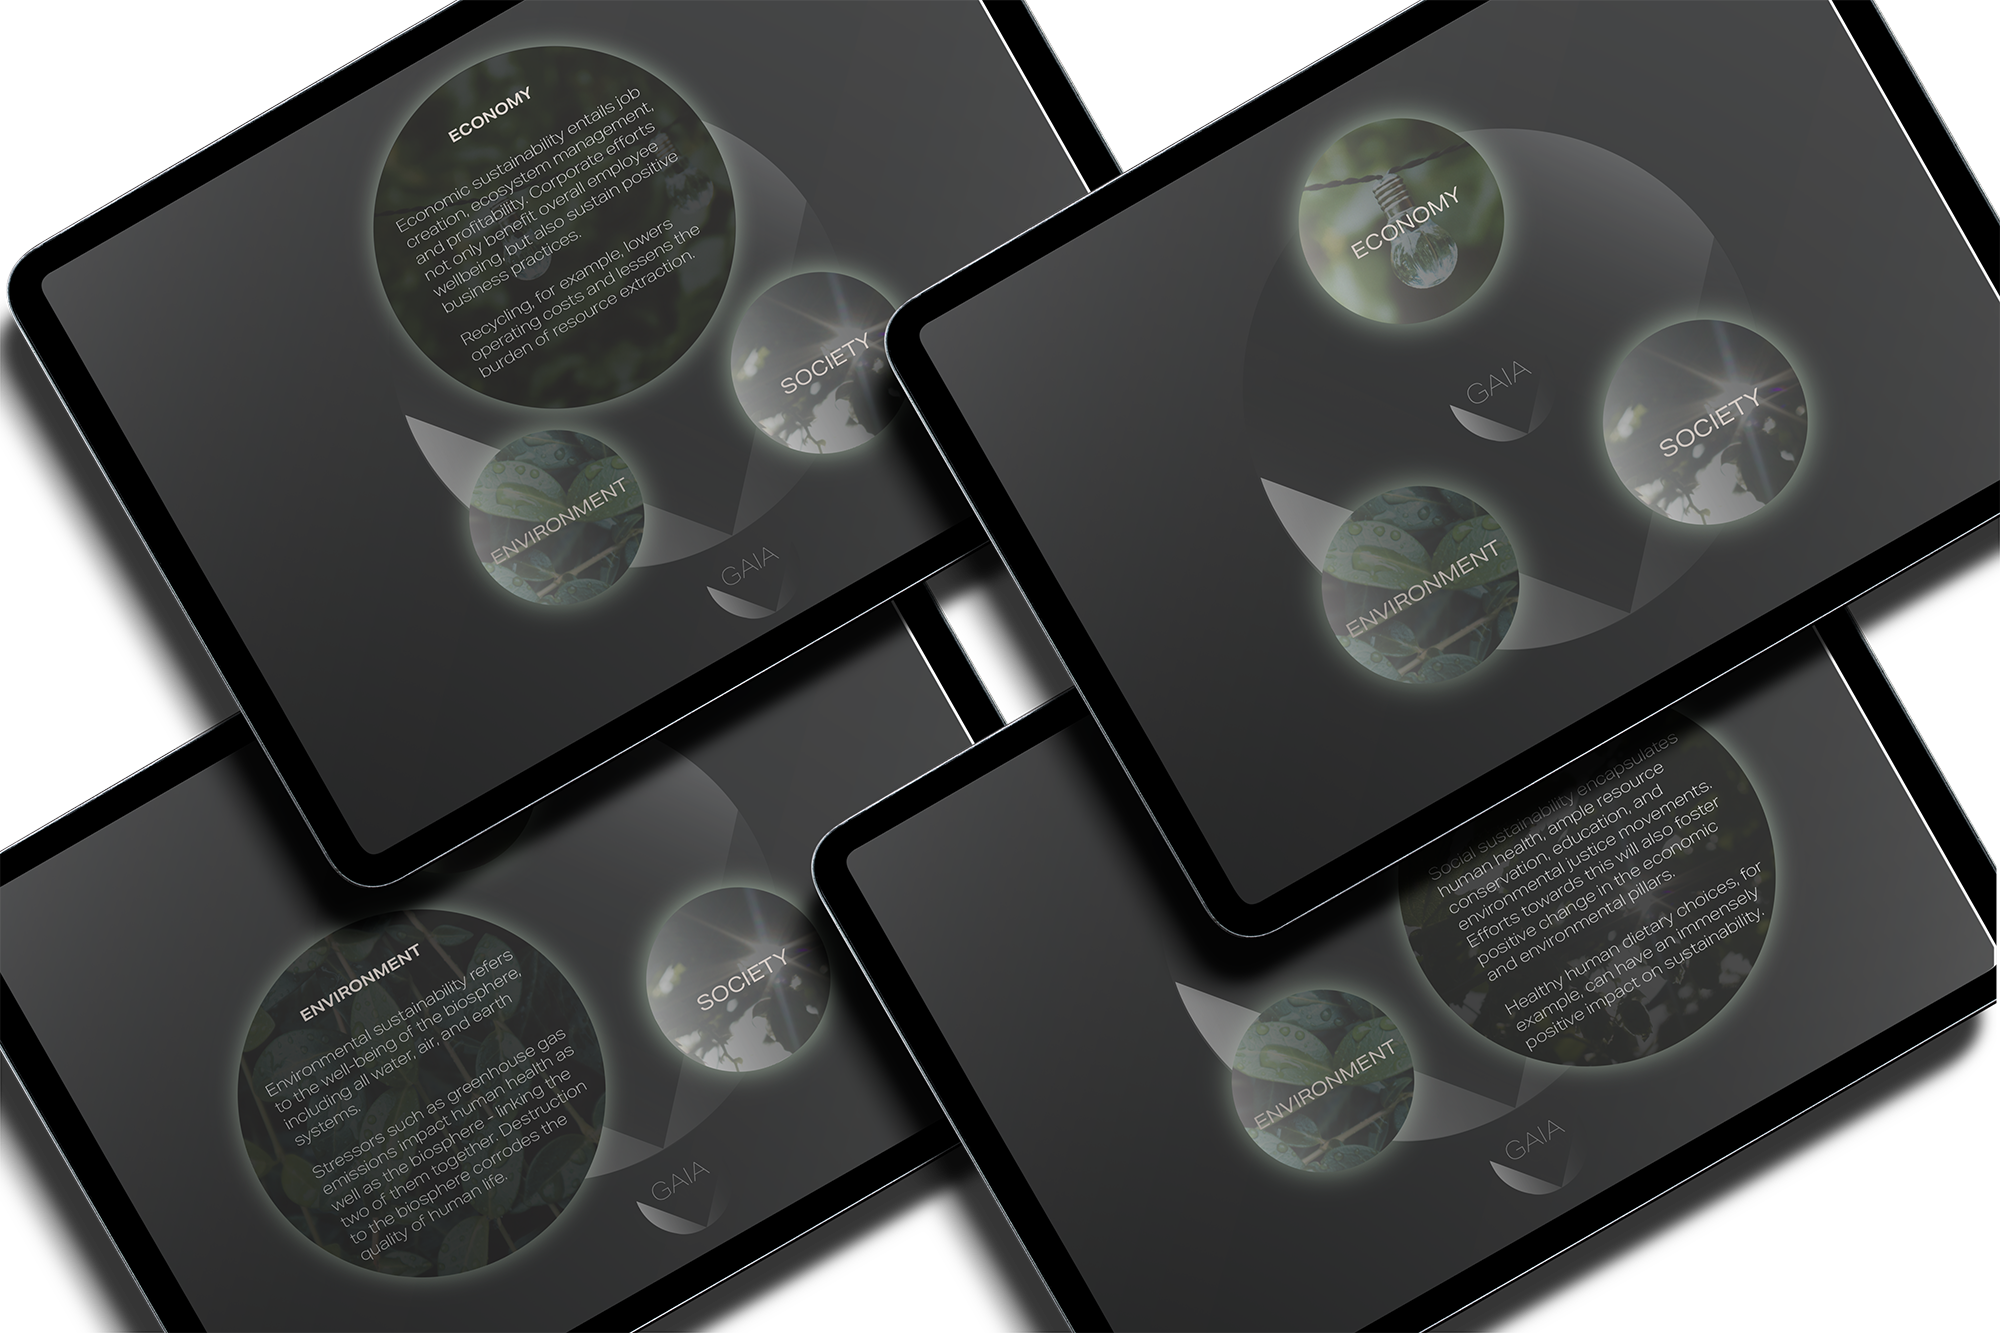 ECONOMY
Economic sustainability entails job
creation, ecosystem management,
and profitability. Corporate efforts
not only benefit overall employee
wellbeing, but also sustain positive
business practices.
Recycling, for example, lowers
operating costs and lessens the
burden of resource extraction.
SOCIETY
ENVIRONMENT
GAIA
ECONOMY
GAIA
SOCIETY
ENVIRONMENT
ENVIRONMENT
Environmental sustainability refers
to the well-being of the biosphere,
including all water, air, and earth
systems.
Stressors such as greenhouse gas
emissions impact human health as
well as the biosphere - linking the
two of them together. Destruction
to the biosphere corrodes the
quality of human life.
SOCIETY
GAIA
Social sustainability encapsulates
human health, ample resource
conservation, education, and
environmental justice movements.
Efforts towards this will also foster
positive change in the economic
and environmental pillars.
Healthy human dietary choices, for
example, can have an immensely
positive impact on sustainability.
ENVIRONMENT
GAIA